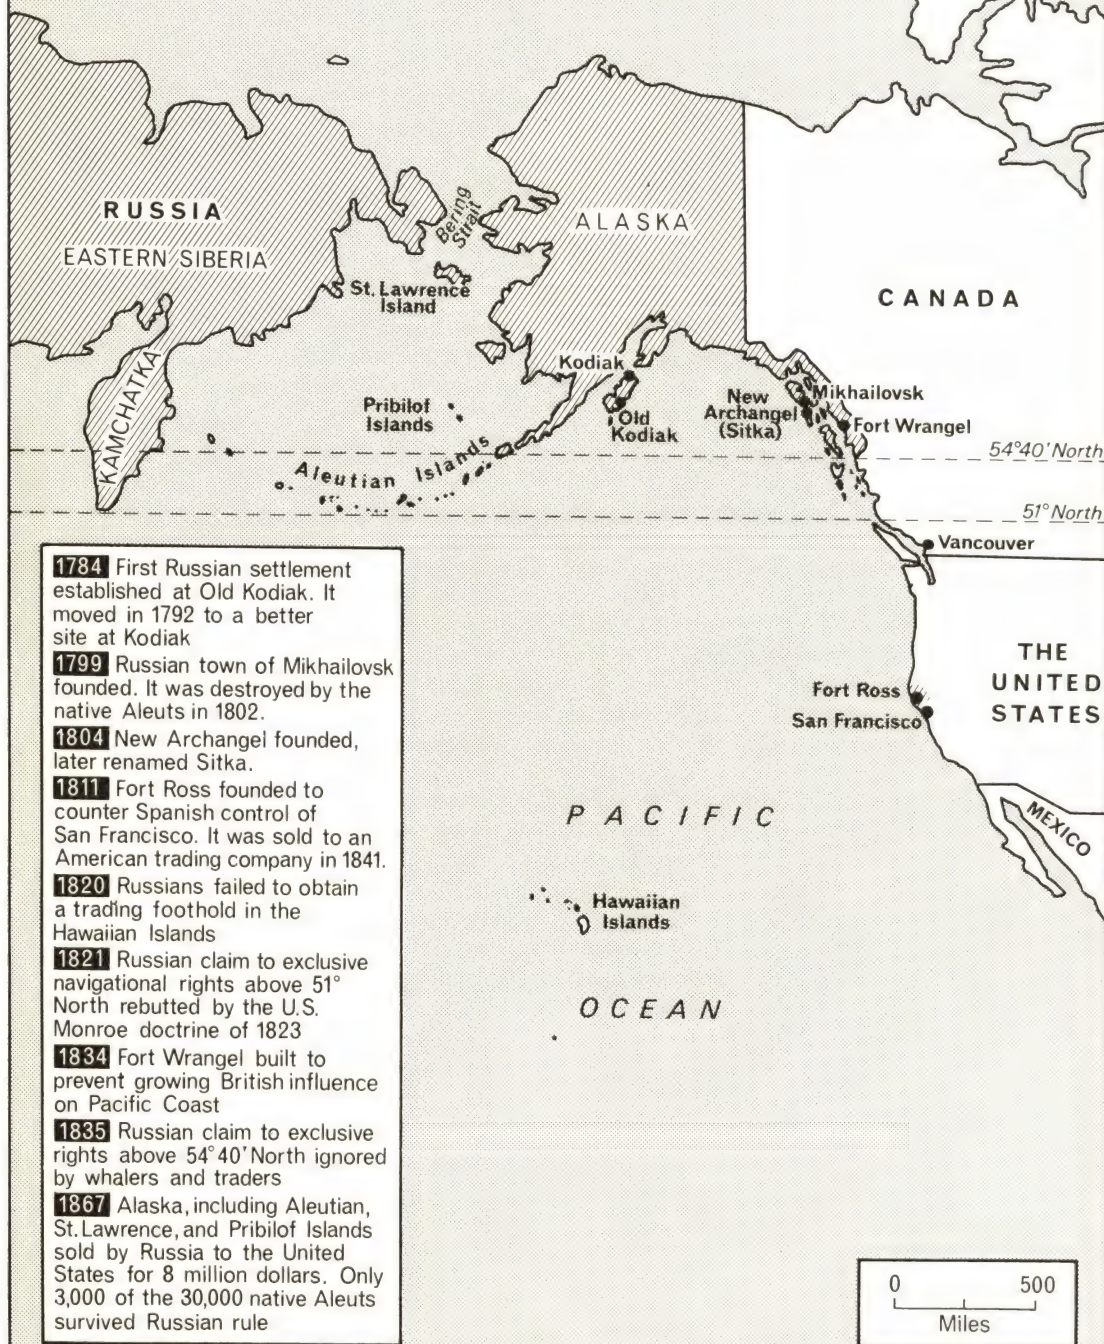 RUSSIA
EASTERN SIBERIA
KAMCHATKA
Bering
Strait
ALASKA
St. Lawrence
Island
CANADA
Kodiak
Pribilof
Islands
Old
Kodiak
New
Archangel
(Sitka)
Mikhailovsk
Fort Wrangel
Aleutian Islands
54°40' North
51° North
Vancouver
THE
UNITED
STATES
Fort Ross
San Francisco
MEXICO
PACIFIC
Hawaiian
Islands
OCEAN
1784 First Russian settlement
established at Old Kodiak. It
moved in 1792 to a better
site at Kodiak
1799 Russian town of Mikhailovsk
founded. It was destroyed by the
native Aleuts in 1802.
1804 New Archangel founded,
later renamed Sitka.
1811 Fort Ross founded to
counter Spanish control of
San Francisco. It was sold to an
American trading company in 1841.
1820 Russians failed to obtain
a trading foothold in the
Hawaiian Islands
1821 Russian claim to exclusive
navigational rights above 51°
North rebutted by the U.S.
Monroe doctrine of 1823
1834 Fort Wrangel built to
prevent growing British influence
on Pacific Coast
1835 Russian claim to exclusive
rights above 54°40' North ignored
by whalers and traders
1867 Alaska, including Aleutian,
St. Lawrence, and Pribilof Islands
sold by Russia to the United
States for 8 million dollars. Only
3,000 of the 30,000 native Aleuts
survived Russian rule
0 500
Miles